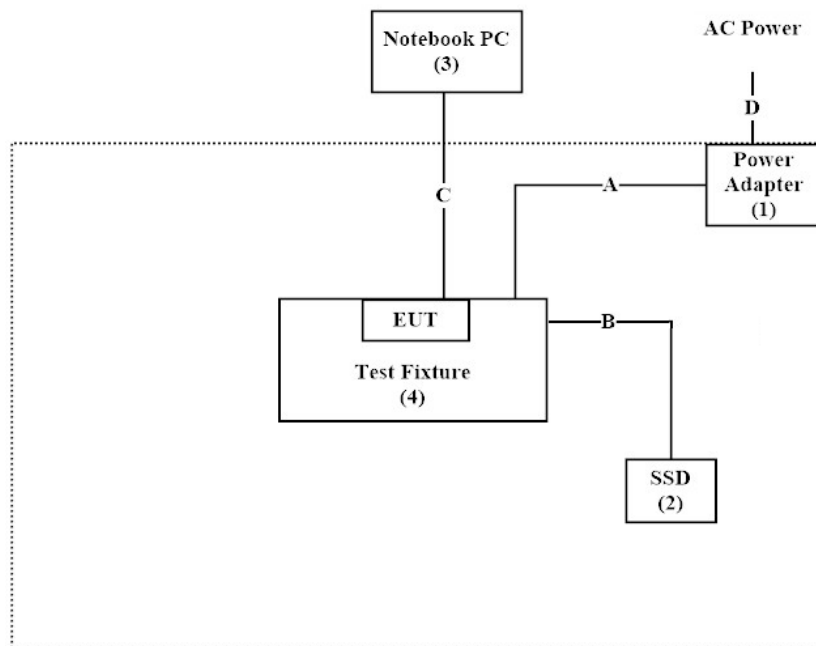 Notebook PC
(3)
AC Power
D
Power
Adapter
(1)
A
C
EUT
B
Test Fixture
(4)
SSD
(2)